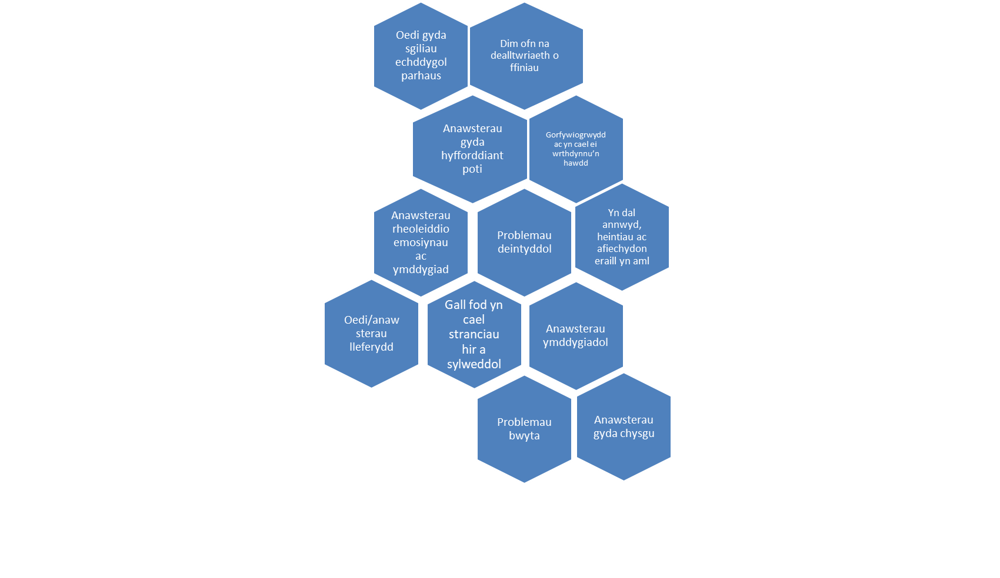 Oedi gyda
sgiliau
echddygol
parhaus
Dim ofn na
dealltwriaeth o
ffiniau
Anawsterau
gyda
hyfforddiant
poti
Gorfywiogrwydd
ac yn cael ei
wrthdynnu’n
hawdd
Anawsterau
rheoleiddio
emosiynau
ac
ymddygiad
Problemau
deintyddol
Yn dal
annwyd,
heintiau ac
afiechydon
eraill yn aml
Oedi/anaw
sterau
lleferydd
Gall fod yn
cael
stranciau
hir a
sylweddol
Anawsterau
ymddygiadol
Problemau
bwyta
Anawsterau
gyda chysgu